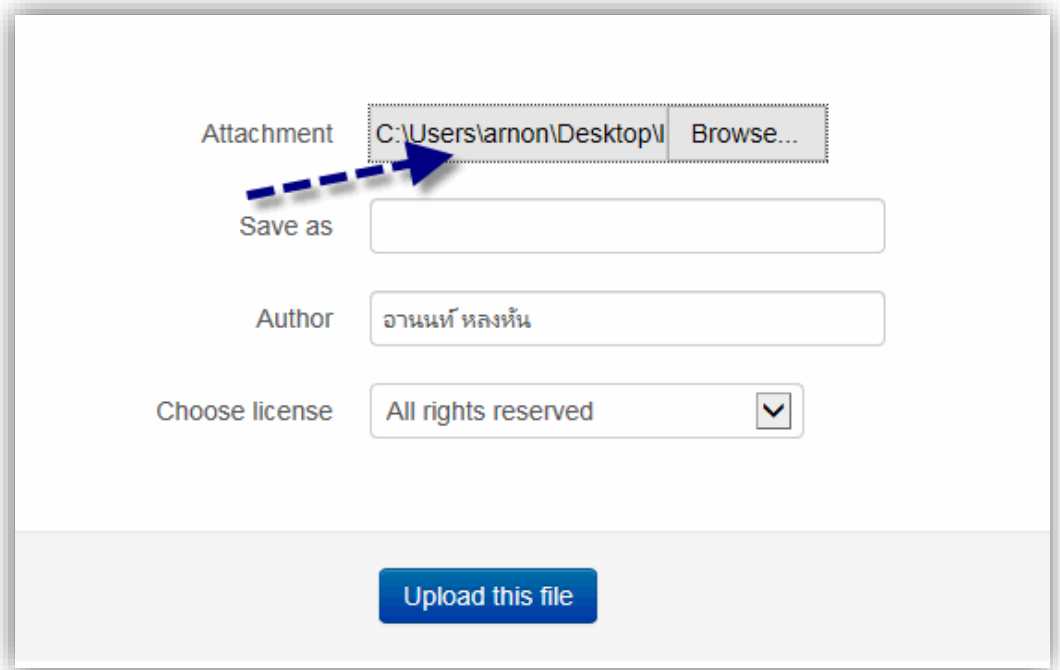 Attachment C:\Users\arnon\Desktop\l Browse...
Save as
Author อานนท์ หลงหัน
Choose license All rights reserved
Upload this file